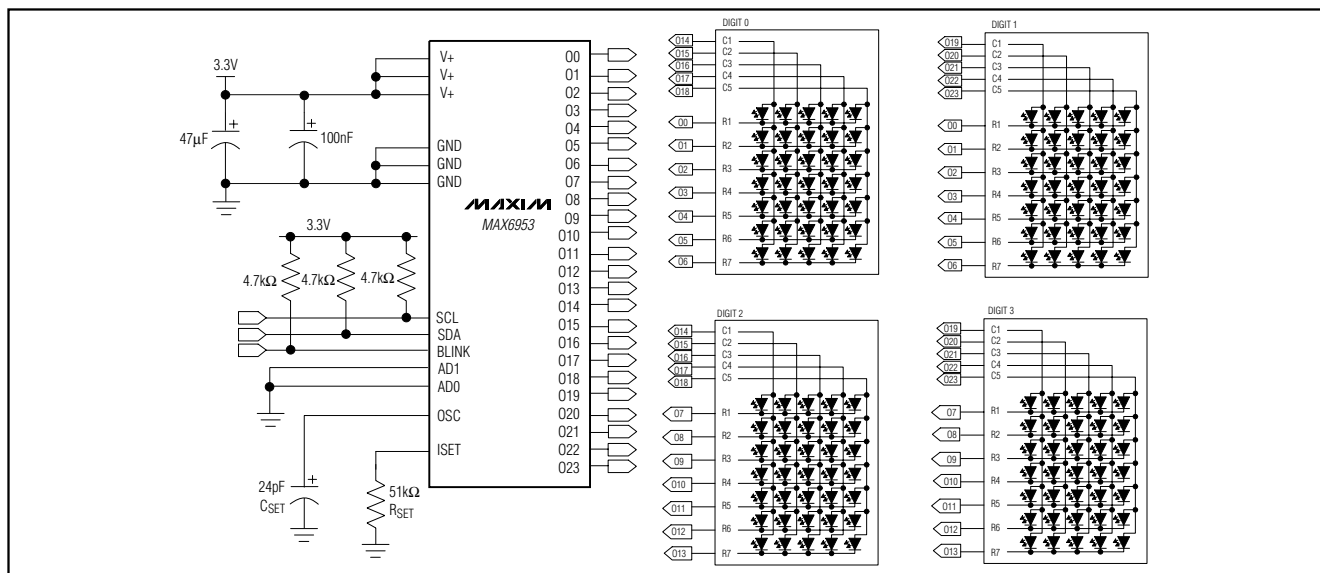 3.3V
47μF
100nF
V+
V+
V+
GND
GND
GND
MAXIM
MAX6953
3.3V
4.7kΩ
4.7kΩ
4.7kΩ
SCL
SDA
BLINK
AD1
AD0
OSC
ISET
24pF
CSET
51kΩ
RSET
O0
O1
O2
O3
O4
O5
O6
O7
O8
O9
O10
O11
O12
O13
O14
O15
O16
O17
O18
O19
O20
O21
O22
O23
DIGIT 0
O14 C1
O15 C2
O16 C3
O17 C4
O18 C5
O0 R1
O1 R2
O2 R3
O3 R4
O4 R5
O5 R6
O6 R7
DIGIT 1
O19 C1
O20 C2
O21 C3
O22 C4
O23 C5
O0 R1
O1 R2
O2 R3
O3 R4
O4 R5
O5 R6
O6 R7
DIGIT 2
O14 C1
O15 C2
O16 C3
O17 C4
O18 C5
O7 R1
O8 R2
O9 R3
O10 R4
O11 R5
O12 R6
O13 R7
DIGIT 3
O19 C1
O20 C2
O21 C3
O22 C4
O23 C5
O7 R1
O8 R2
O9 R3
O10 R4
O11 R5
O12 R6
O13 R7